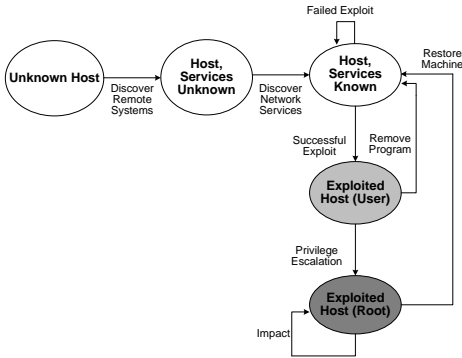 Failed Exploit
Unknown Host
Host,
Services
Unknown
Host,
Services
Known
Restore
Machine
Discover
Remote
Systems
Discover
Network
Services
Successful
Exploit
Remove
Program
Exploited
Host (User)
Privilege
Escalation
Exploited
Host (Root)
Impact